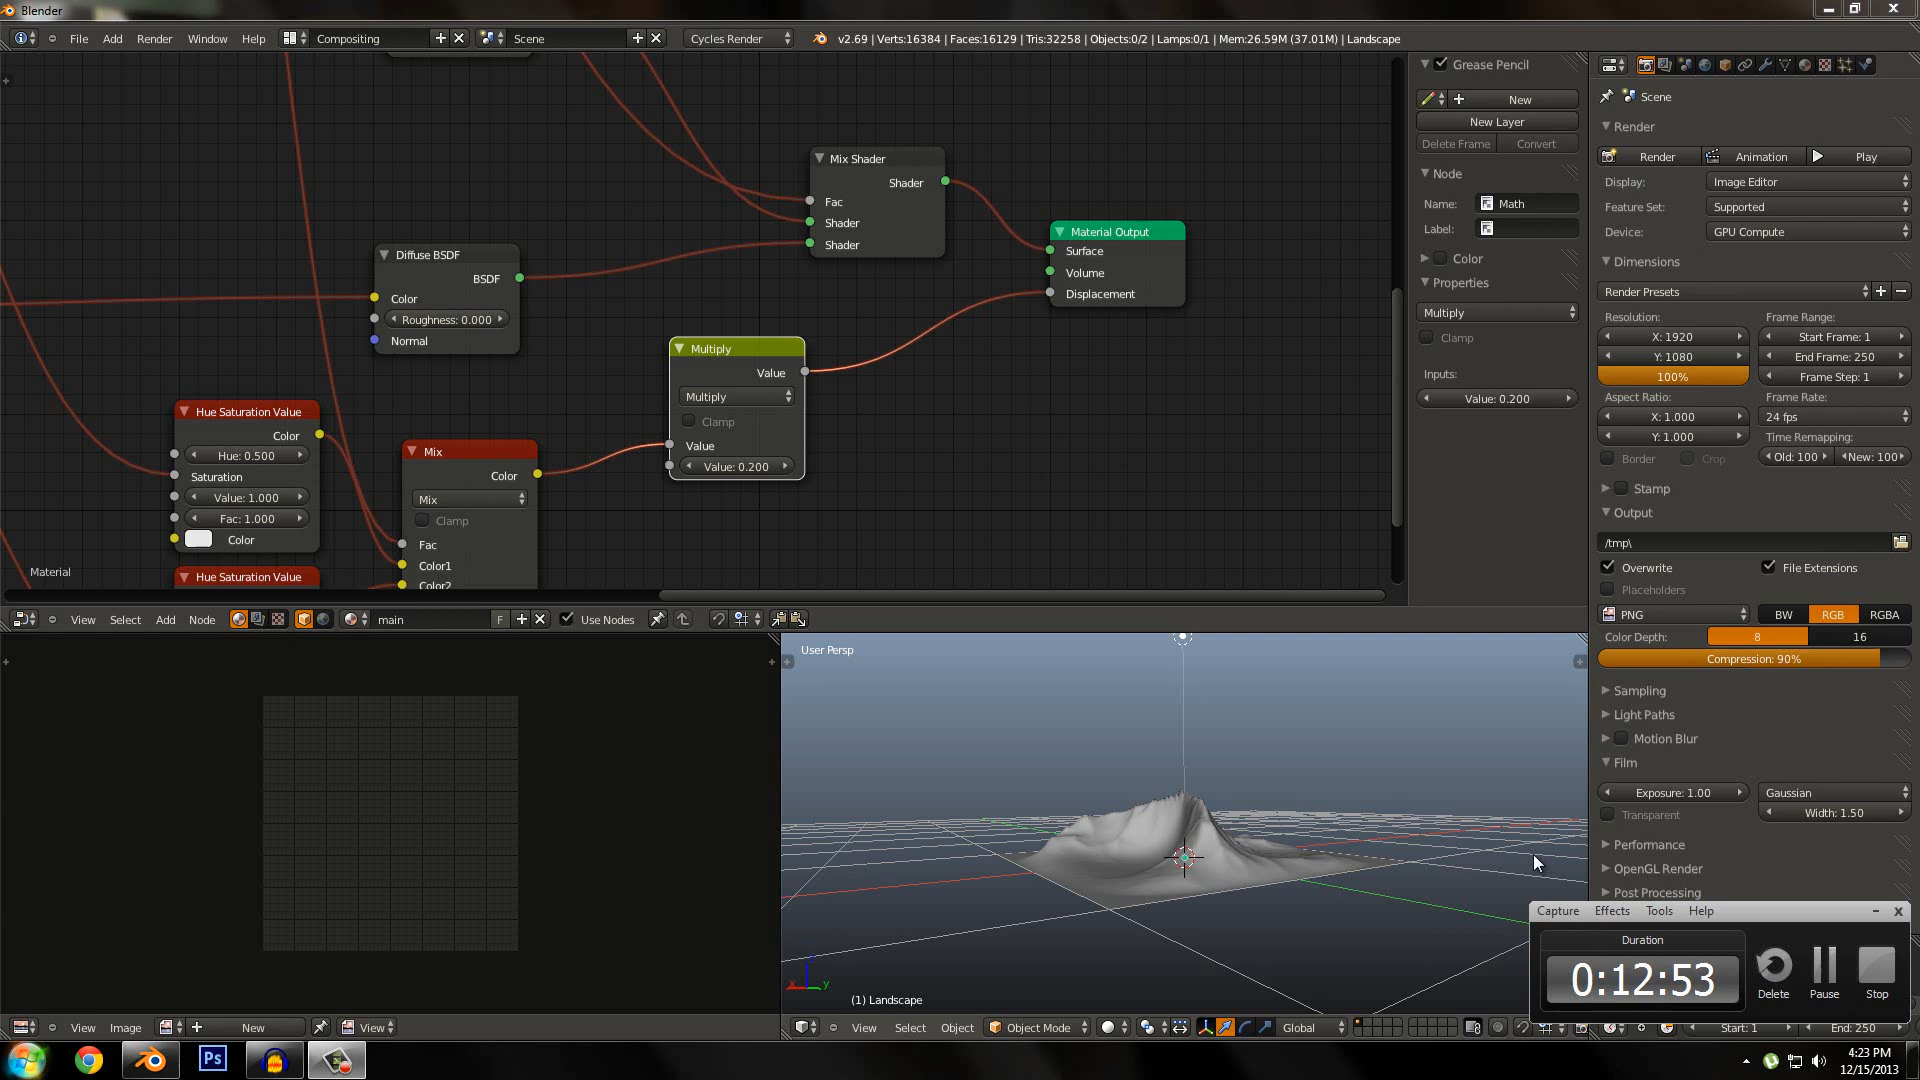 Blender
File Add Render Window Help Compositing Scene Cycles Render v2.69 | Verts:16384 | Faces:16129 | Tris:32258 | Objects:0/2 | Lamps:0/1 | Mem:26.59M (37.01M) | Landscape
Mix Shader
Shader
Fac
Shader
Shader
Material Output
Surface
Volume
Displacement
Diffuse BSDF
BSDF
Color
Roughness: 0.000
Normal
Multiply
Value
Multiply
Clamp
Value
Value: 0.200
Hue Saturation Value
Color
Hue: 0.500
Saturation
Value: 1.000
Fac: 1.000
Color
Hue Saturation Value
Mix
Color
Mix
Clamp
Fac
Color1
Color2
Material
View Select Add Node main F Use Nodes
Grease Pencil
New
New Layer
Delete Frame Convert
Node
Name: Math
Label:
Color
Properties
Multiply
Clamp
Inputs:
Value: 0.200
Scene
Render
Render Animation Play
Display: Image Editor
Feature Set: Supported
Device: GPU Compute
Dimensions
Render Presets
Resolution: Frame Range:
X: 1920 Start Frame: 1
Y: 1080 End Frame: 250
100% Frame Step: 1
Aspect Ratio: Frame Rate:
X: 1.000 24 fps
Y: 1.000 Time Remapping:
Border Crop Old: 100 New: 100
Stamp
Output
/tmp\
Overwrite File Extensions
Placeholders
PNG BW RGB RGBA
Color Depth: 8 16
Compression: 90%
Sampling
Light Paths
Motion Blur
Film
Exposure: 1.00 Gaussian
Transparent Width: 1.50
Performance
OpenGL Render
Post Processing
User Persp
x y
(1) Landscape
View Image New View
View Select Object Object Mode Global
Start: 1 End: 250
Capture Effects Tools Help
Duration
0:12:53
Delete Pause Stop
Ps
4:23 PM
12/15/2013